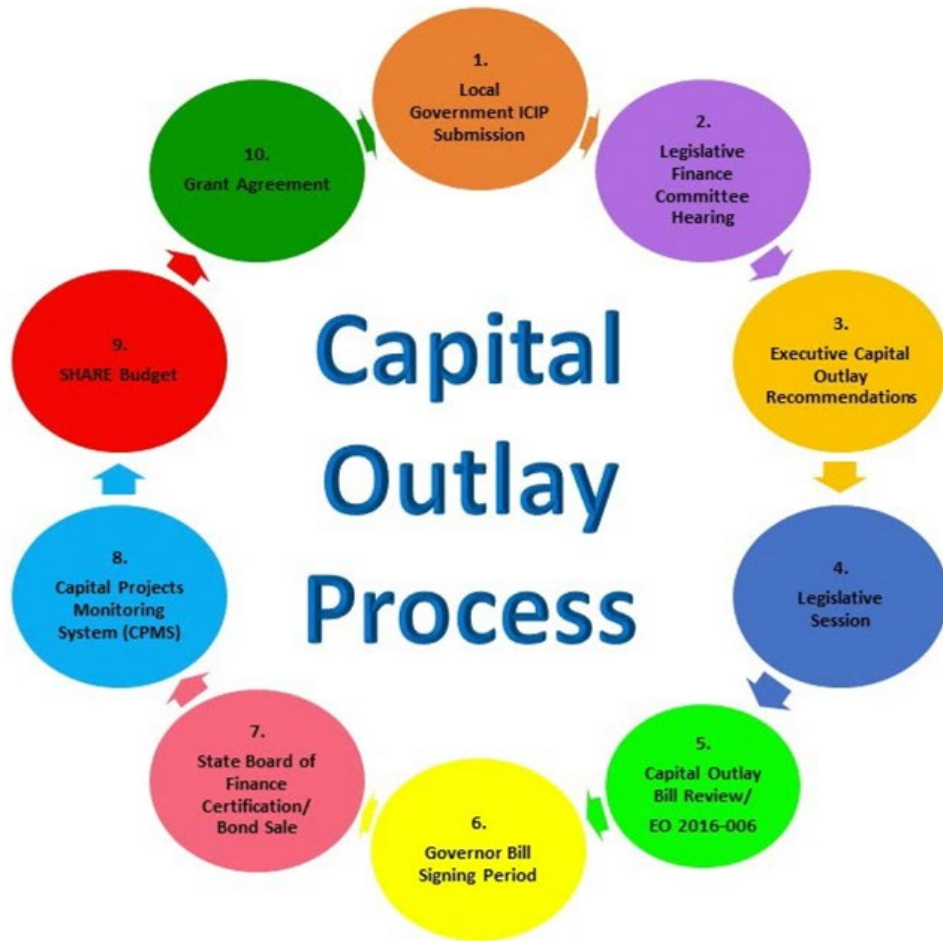 1.
Local
Government ICIP
Submission
2.
Legislative
Finance
Committee
Hearing
3.
Executive Capital
Outlay
Recommendations
4.
Legislative
Session
5.
Capital Outlay
Bill Review/
EO 2016-006
6.
Governor Bill
Signing Period
7.
State Board of
Finance
Certification/
Bond Sale
8.
Capital Projects
Monitoring
System (CPMS)
9.
SHARE Budget
10.
Grant Agreement
Capital
Outlay
Process